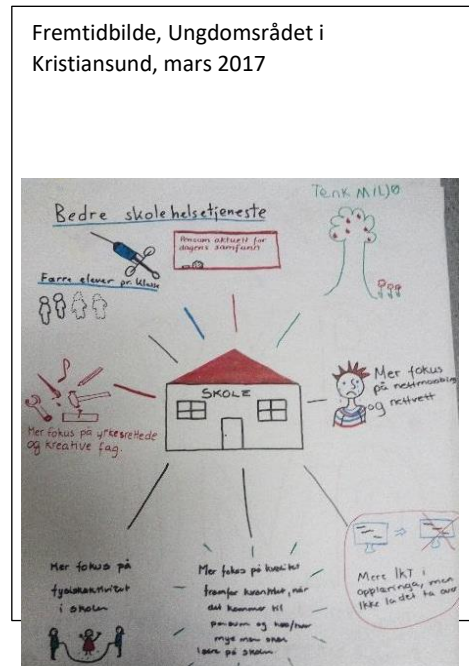 Fremtidbilde, Ungdomsrådet i
Kristiansund, mars 2017
Tenk MILJØ
Bedre skolehelsetjeneste
Pensum aktuelt for
dagens samfunn
Færre elever pr. klasse
SKOLE
Mer fokus
på nettmobbing
og nettvett
Mer fokus på yrkesrettede
og kreative fag.
Mer fokus på
fysisk aktivitet
i skolen
Mer fokus på kvalitet
framfor kvantitet, når
det kommer til
pensum og
mye man skal
lære på skolen
Mere IKT i
opplæringa, men
ikke la det ta over